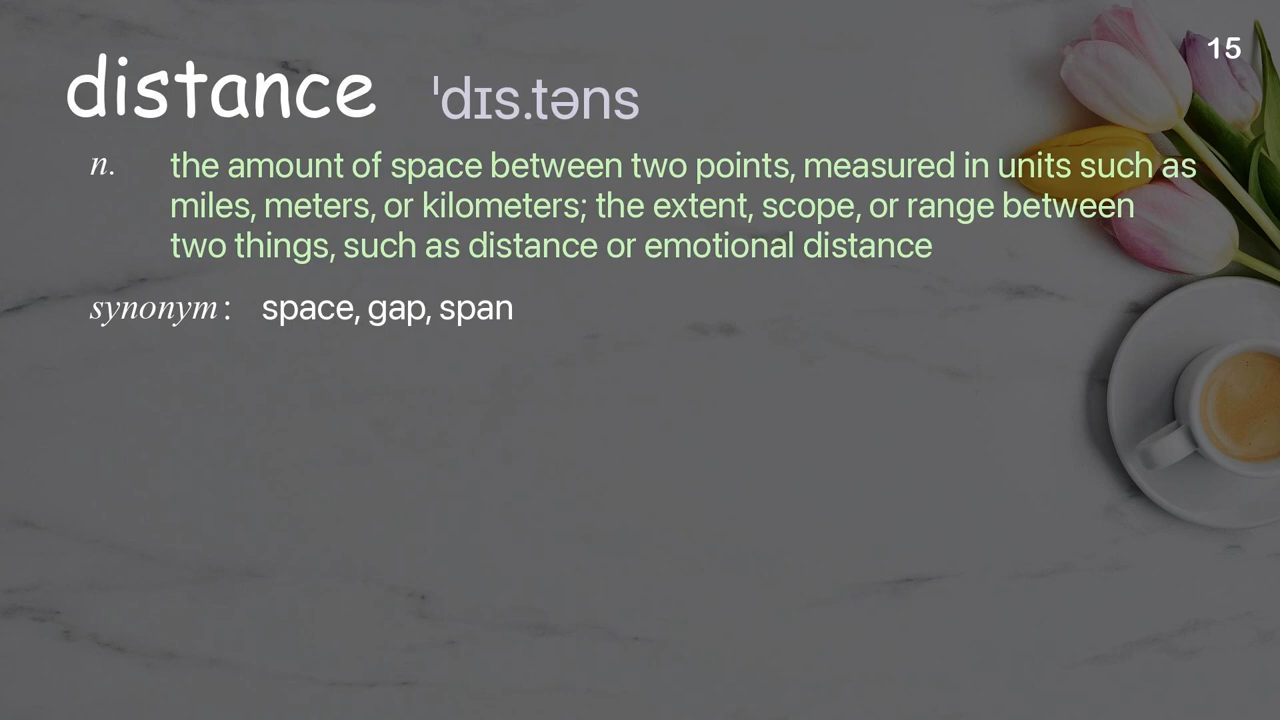 15
distance ˈdɪs.təns
n. the amount of space between two points, measured in units such as
miles, meters, or kilometers; the extent, scope, or range between
two things, such as distance or emotional distance
synonym: space, gap, span